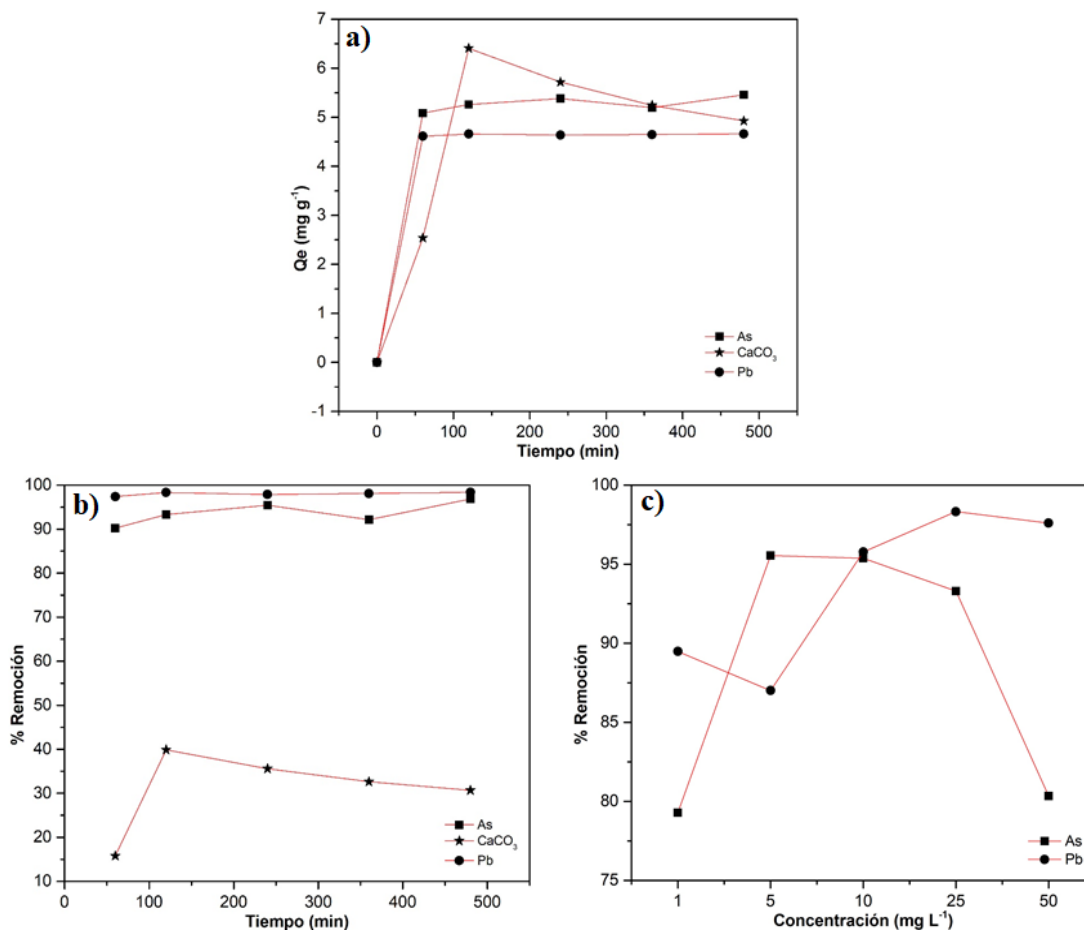 a)
7
6
5
4
3
2
1
0
-1
Qe (mg g⁻¹)
0 100 200 300 400 500
Tiempo (min)
As
CaCO₃
Pb
b)
100
90
80
70
60
50
40
30
20
10
% Remoción
0 100 200 300 400 500
Tiempo (min)
As
CaCO₃
Pb
c)
100
95
90
85
80
75
% Remoción
1 5 10 25 50
Concentración (mg L⁻¹)
As
Pb